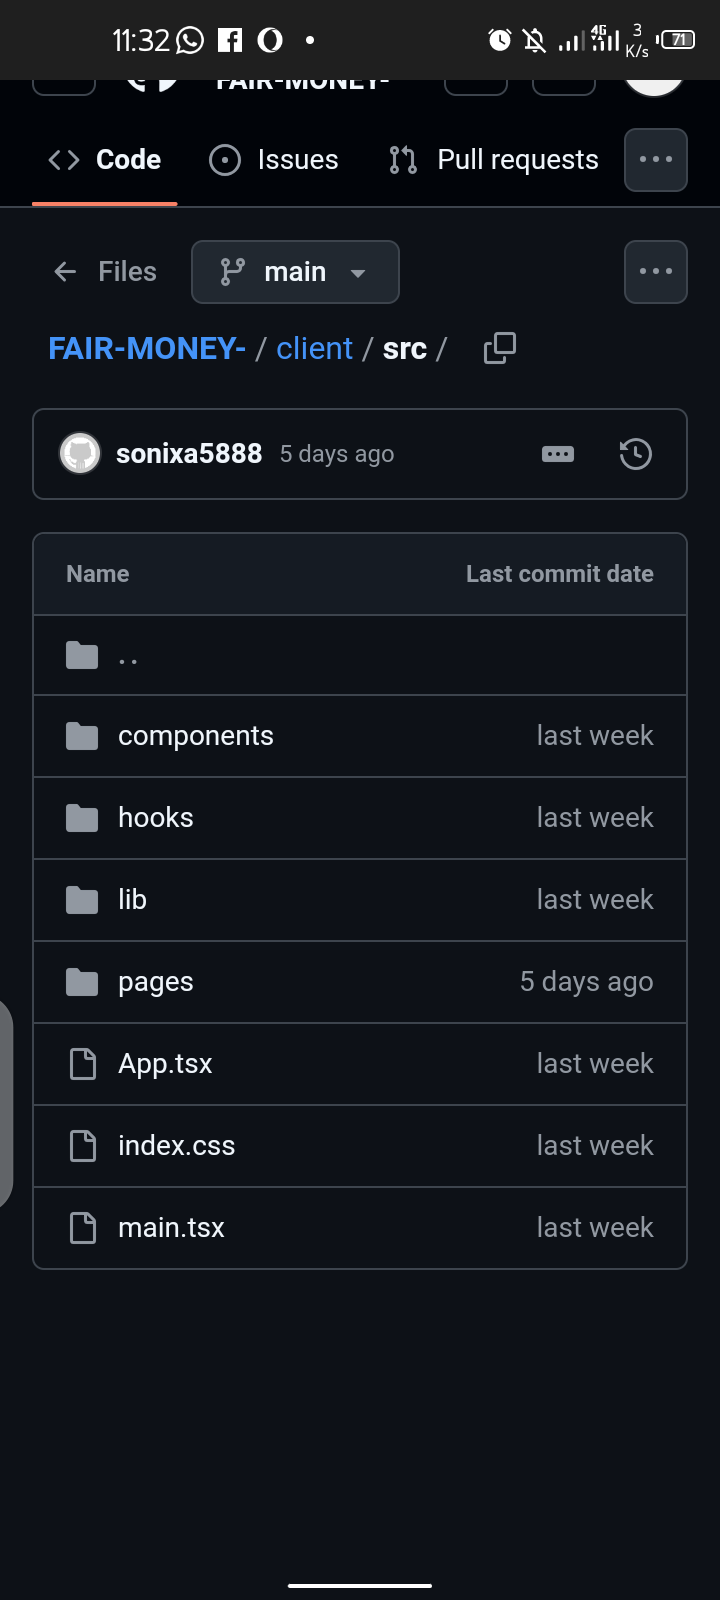 11:32 4G 3 K/s 71
FAIR-MONEY-
Code Issues Pull requests
Files main
FAIR-MONEY- / client / src /
sonixa5888 5 days ago
Name Last commit date
..
components last week
hooks last week
lib last week
pages 5 days ago
App.tsx last week
index.css last week
main.tsx last week